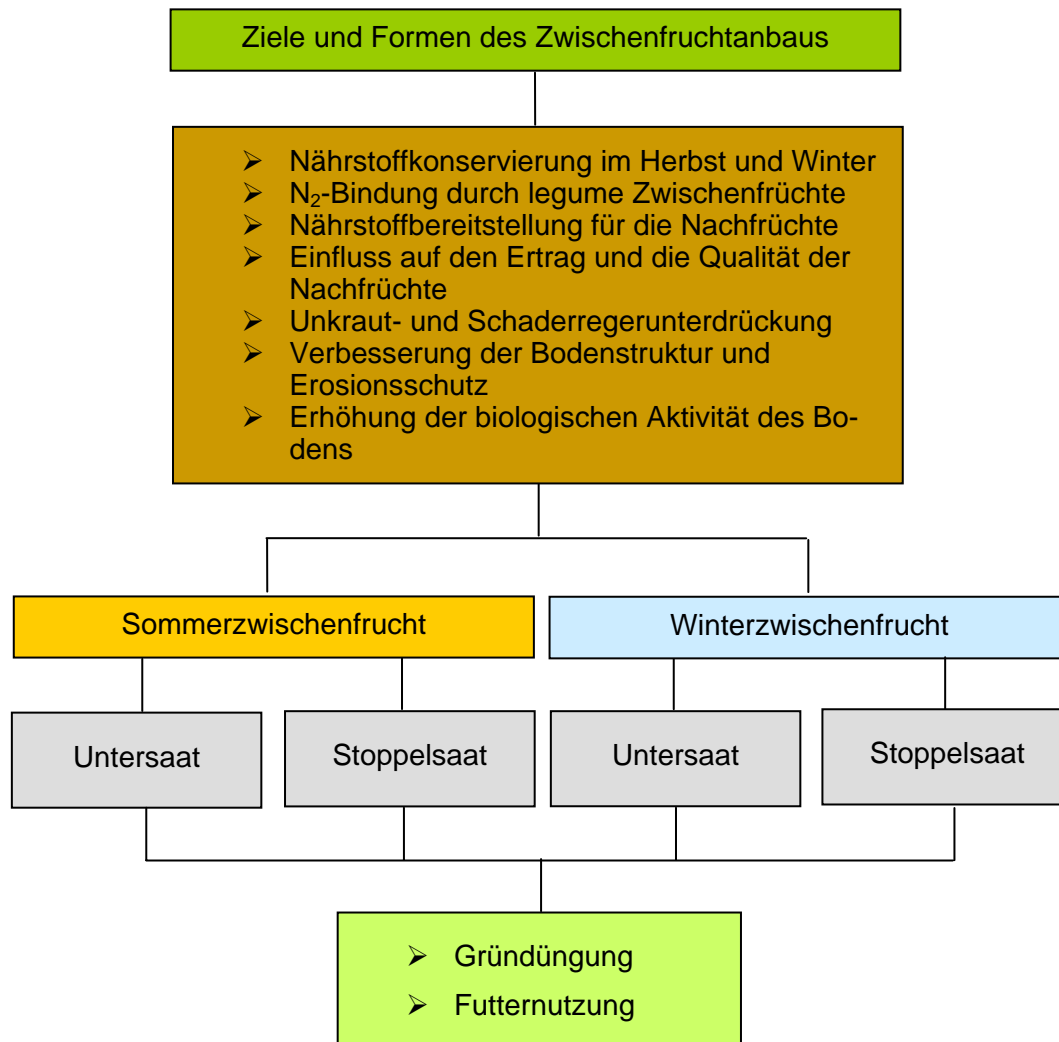 Ziele und Formen des Zwischenfruchtanbaus
➢ Nährstoffkonservierung im Herbst und Winter
➢ N₂-Bindung durch legume Zwischenfrüchte
➢ Nährstoffbereitstellung für die Nachfrüchte
➢ Einfluss auf den Ertrag und die Qualität der
Nachfrüchte
➢ Unkraut- und Schaderregerunterdrückung
➢ Verbesserung der Bodenstruktur und
Erosionsschutz
➢ Erhöhung der biologischen Aktivität des Bo-
dens
Sommerzwischenfrucht
Winterzwischenfrucht
Untersaat
Stoppelsaat
Untersaat
Stoppelsaat
➢ Gründüngung
➢ Futternutzung